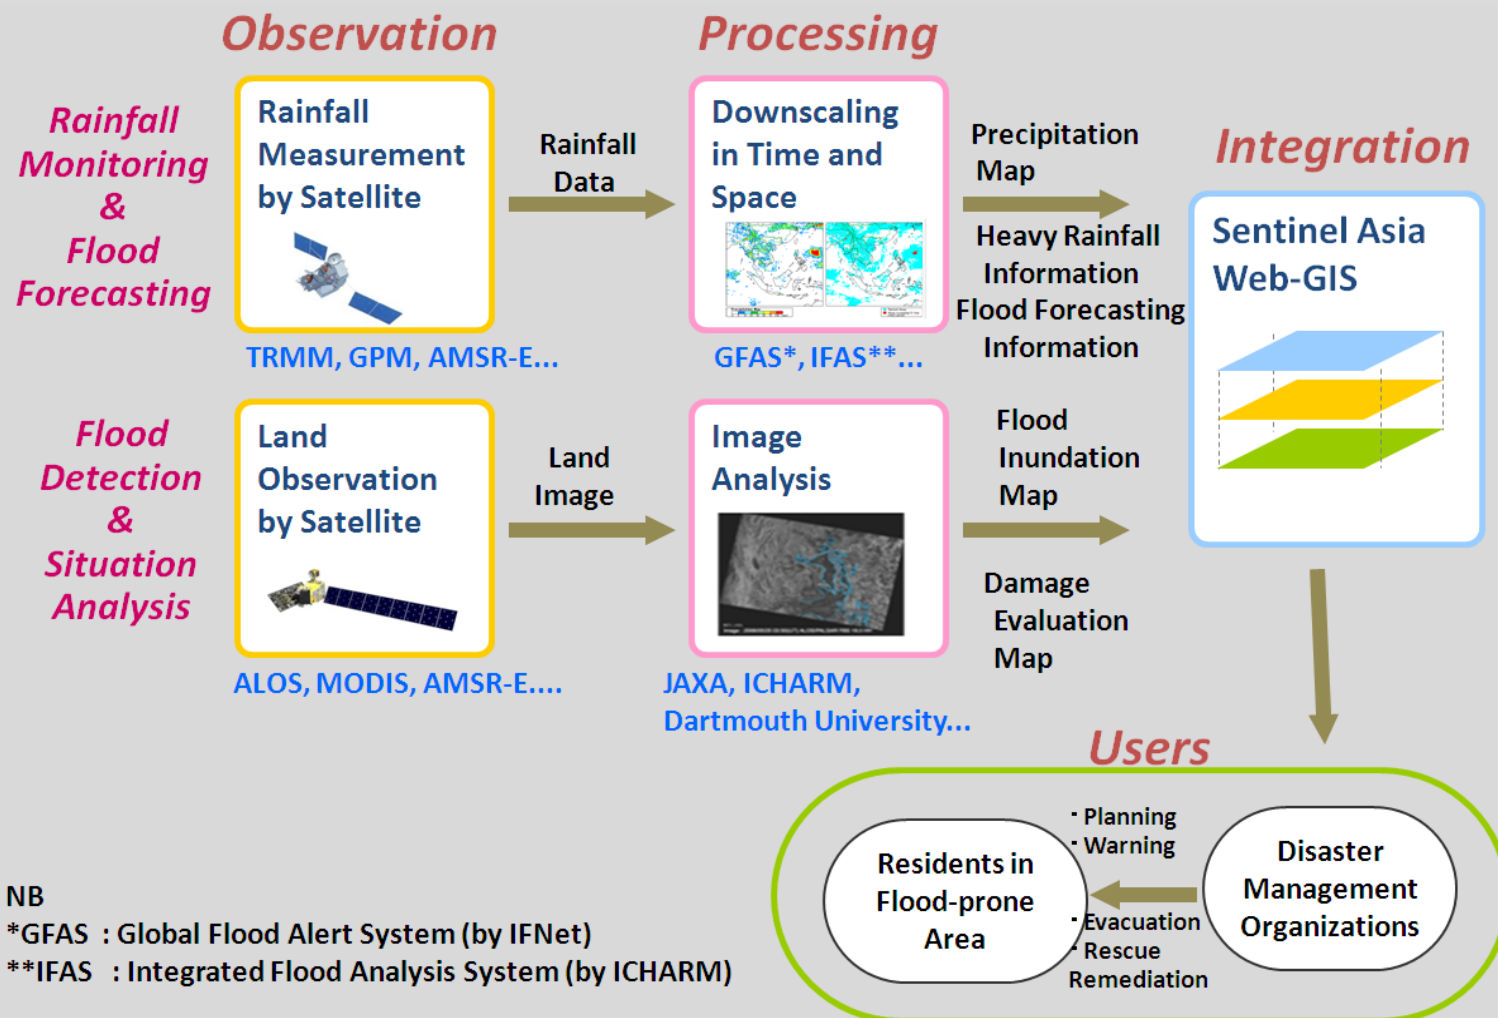 Observation
Processing
Rainfall
Monitoring
&
Flood
Forecasting
Rainfall
Measurement
by Satellite
TRMM, GPM, AMSR-E...
Rainfall
Data
Downscaling
in Time and
Space
GFAS*, IFAS**...
Precipitation
Map
Heavy Rainfall
Information
Flood Forecasting
Information
Integration
Sentinel Asia
Web-GIS
Flood
Detection
&
Situation
Analysis
Land
Observation
by Satellite
ALOS, MODIS, AMSR-E....
Land
Image
Image
Analysis
JAXA, ICHARM,
Dartmouth University...
Flood
Inundation
Map
Damage
Evaluation
Map
Users
Residents in
Flood-prone
Area
· Planning
· Warning
· Evacuation
· Rescue
Remediation
Disaster
Management
Organizations
NB
*GFAS : Global Flood Alert System (by IFNet)
**IFAS : Integrated Flood Analysis System (by ICHARM)